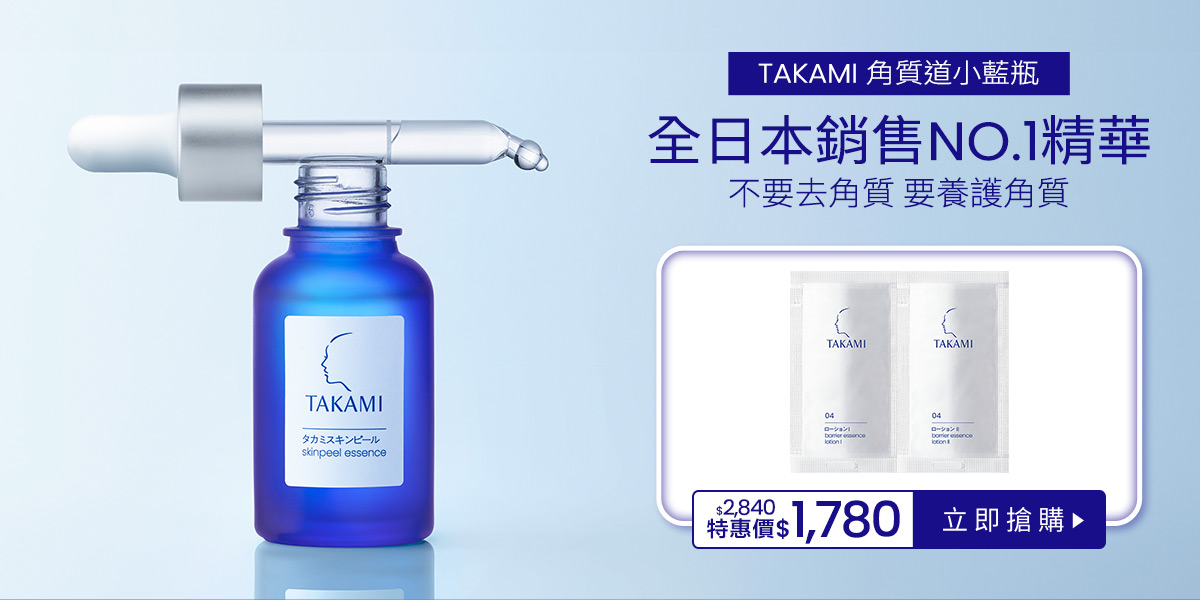 TAKAMI
タカミスキンピール
skinpeel essence
TAKAMI 角質道小藍瓶
全日本銷售NO.1精華
不要去角質 要養護角質
TAKAMI
04
ローション I
barrier essence
lotion I
TAKAMI
04
ローション II
barrier essence
lotion II
$2,840
特惠價$1,780
立即搶購